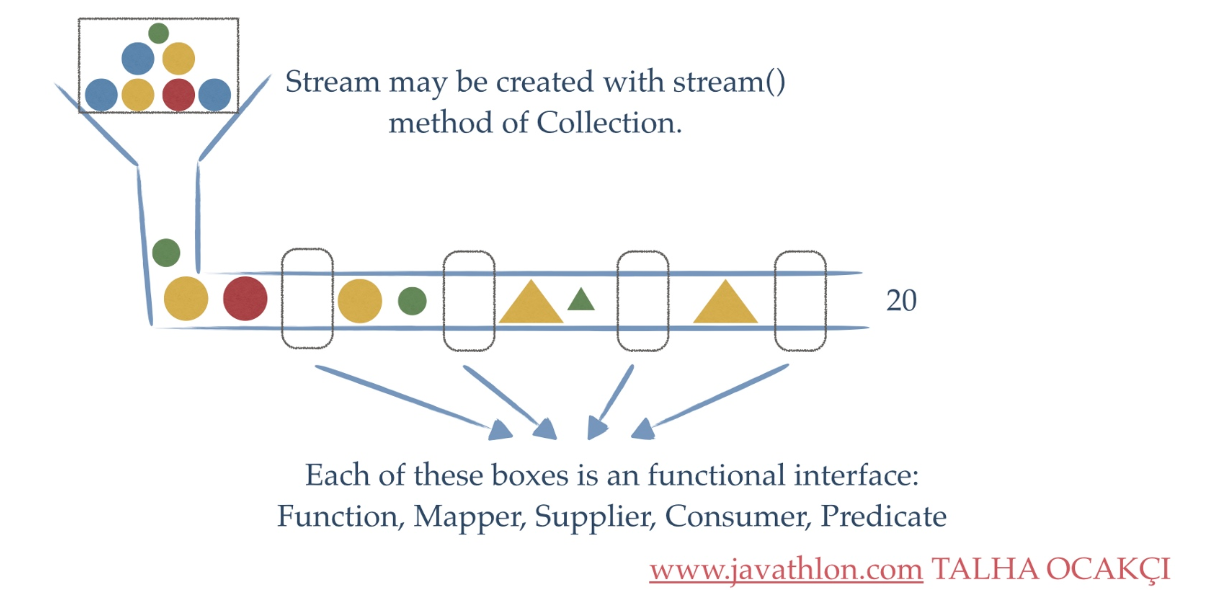 Stream may be created with stream()
method of Collection.
20
Each of these boxes is an functional interface:
Function, Mapper, Supplier, Consumer, Predicate
www.javathlon.com TALHA OCAKÇI